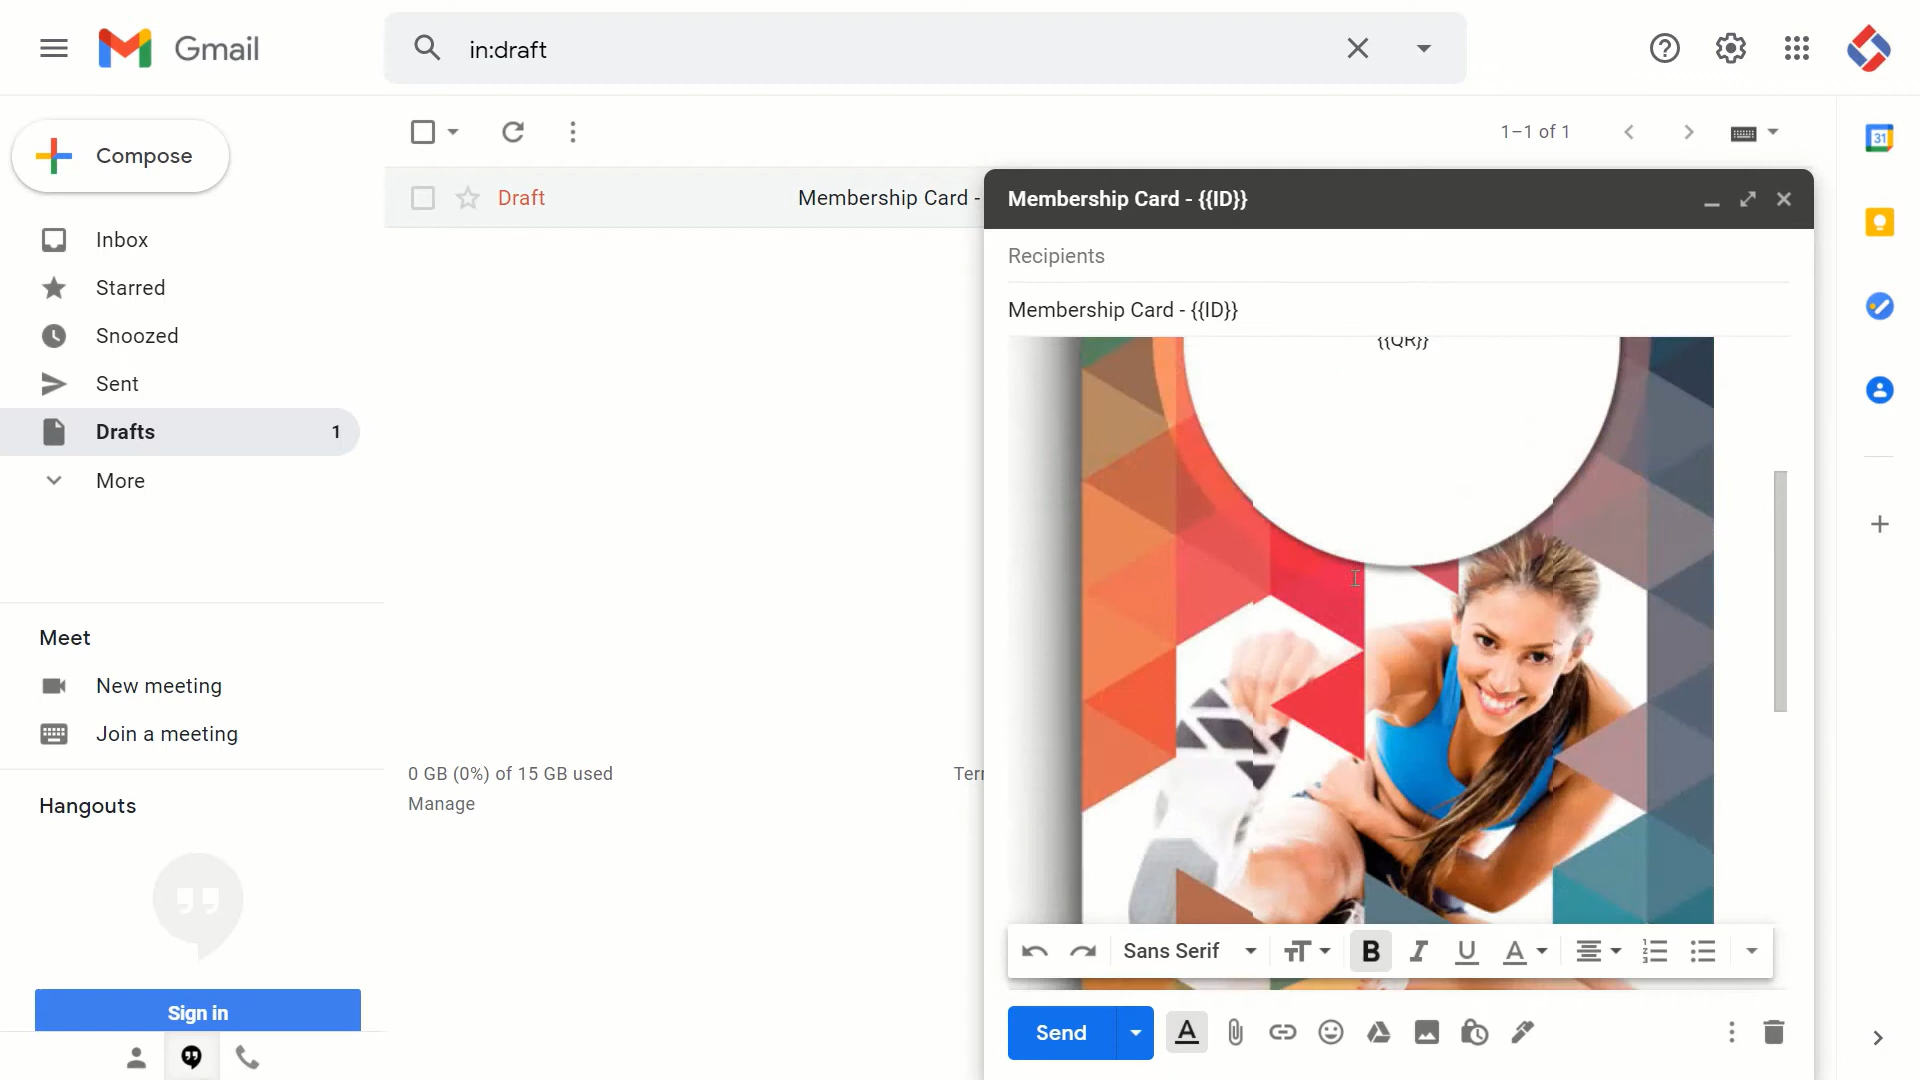 Gmail
in:draft
Compose
1–1 of 1
31
Draft
Membership Card -
Membership Card - {{ID}}
Inbox
Starred
Snoozed
Sent
Drafts
1
More
Recipients
Membership Card - {{ID}}
{{QR}}
Meet
New meeting
Join a meeting
Hangouts
Sign in
0 GB (0%) of 15 GB used
Manage
Terr
Sans Serif
B
I
U
A
Send
A